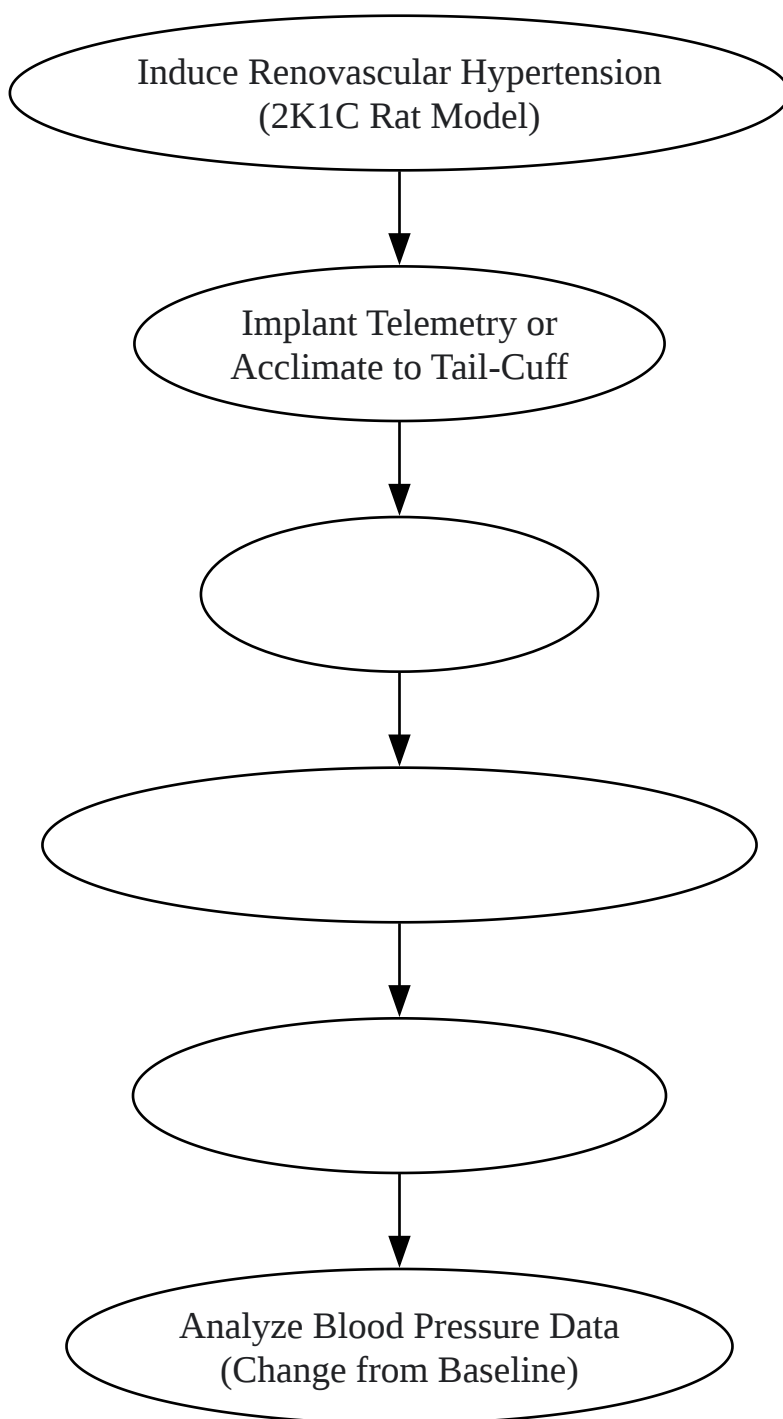 Induce Renovascular Hypertension
(2K1C Rat Model)
Implant Telemetry or
Acclimate to Tail-Cuff
Analyze Blood Pressure Data
(Change from Baseline)